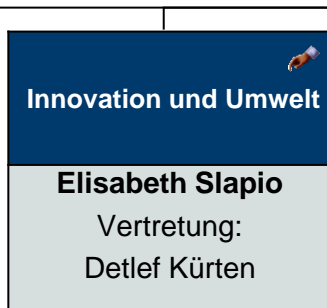 Innovation und Umwelt
Elisabeth Slapio
Vertretung:
Detlef Kürten